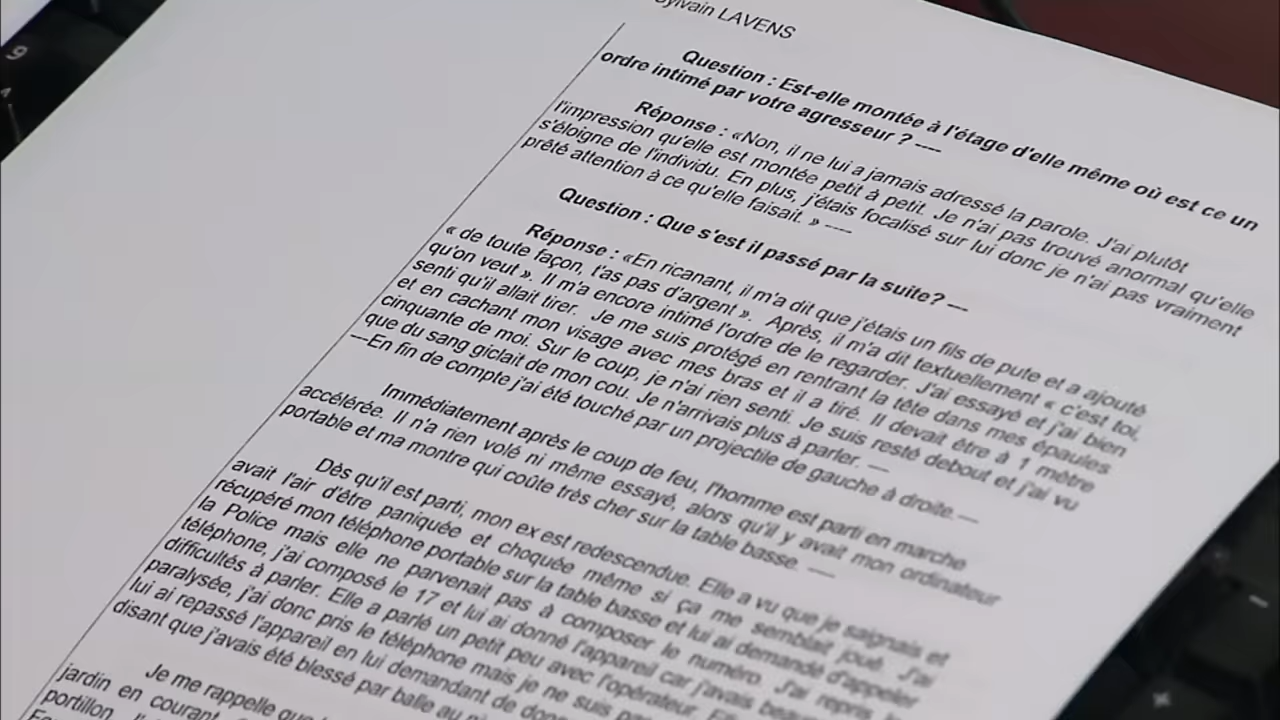 Sylvain LAVENS
Question : Est-elle montée à l'étage d'elle même où est ce un
ordre intimé par votre agresseur ? ----
Réponse : «Non, il ne lui a jamais adressé la parole. J'ai plutôt
l'impression qu'elle est montée petit à petit. Je n'ai pas trouvé anormal qu'elle
s'éloigne de l'individu. En plus, j'étais focalisé sur lui donc je n'ai pas vraiment
prêté attention à ce qu'elle faisait. » ----
Question : Que s'est il passé par la suite? ---
Réponse : «En ricanant, il m'a dit que j'étais un fils de pute et a ajouté
« de toute façon, t'as pas d'argent ». Après, il m'a dit textuellement « c'est toi,
qu'on veut ». Il m'a encore intimé l'ordre de le regarder. J'ai essayé et j'ai bien
senti qu'il allait tirer. Je me suis protégé en rentrant la tête dans mes épaules
et en cachant mon visage avec mes bras et il a tiré. Il devait être à 1 mètre
cinquante de moi. Sur le coup, je n'ai rien senti. Je suis resté debout et j'ai vu
que du sang giclait de mon cou. Je n'arrivais plus à parler. ---
---En fin de compte j'ai été touché par un projectile de gauche à droite.---
Immédiatement après le coup de feu, l'homme est parti en marche
accélérée. Il n'a rien volé ni même essayé, alors qu'il y avait mon ordinateur
portable et ma montre qui coûte très cher sur la table basse. ----
Dès qu'il est parti, mon ex est redescendue. Elle a vu que je saignais et
avait l'air d'être paniquée et choquée même si ça me semblait joué. J'ai
récupéré mon téléphone portable sur la table basse et lui ai demandé d'appeler
la Police mais elle ne parvenait pas à composer le numéro. J'ai repris le
téléphone, j'ai composé le 17 et lui ai donné l'appareil car j'avais
difficultés à parler. Elle a parlé un petit peu avec l'opérateur.
paralysée, j'ai donc pris le téléphone mais je ne suis
lui ai repassé l'appareil en lui demandant de
disant que j'avais été blessé par balle au
Je me rappelle que
jardin en courant.
portillon.